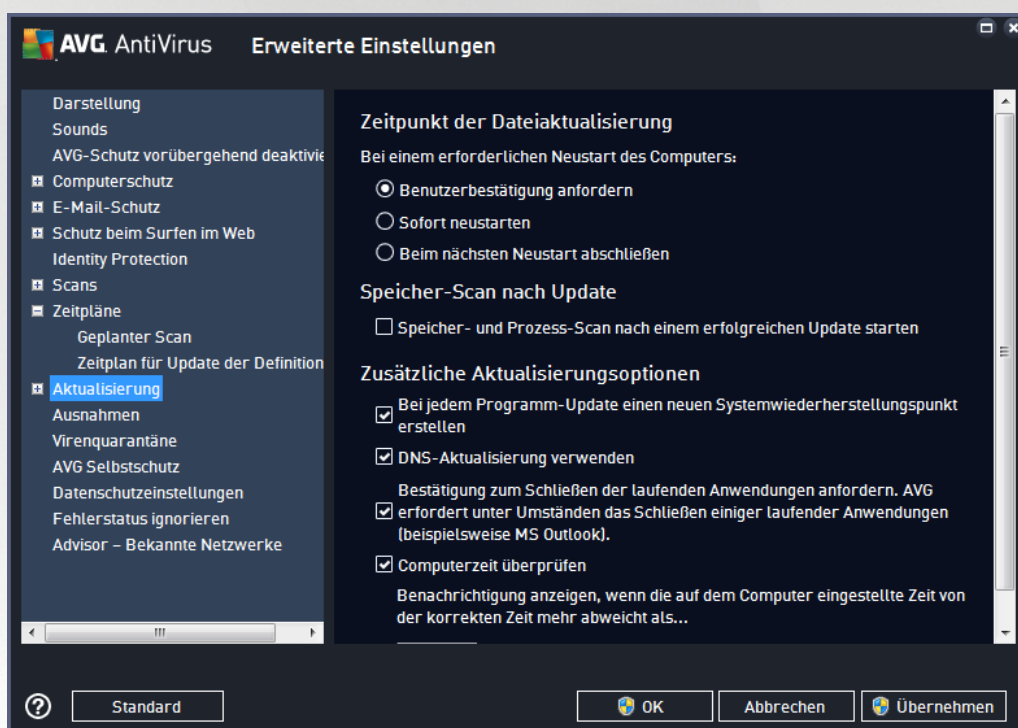 AVG. AntiVirus Erweiterte Einstellungen
Darstellung
Sounds
AVG-Schutz vorübergehend deaktivie
Computerschutz
E-Mail-Schutz
Schutz beim Surfen im Web
Identity Protection
Scans
Zeitpläne
Geplanter Scan
Zeitplan für Update der Definition
Aktualisierung
Ausnahmen
Virenquarantäne
AVG Selbstschutz
Datenschutzeinstellungen
Fehlerstatus ignorieren
Advisor – Bekannte Netzwerke
Zeitpunkt der Dateiaktualisierung
Bei einem erforderlichen Neustart des Computers:
Benutzerbestätigung anfordern
Sofort neustarten
Beim nächsten Neustart abschließen
Speicher-Scan nach Update
Speicher- und Prozess-Scan nach einem erfolgreichen Update starten
Zusätzliche Aktualisierungsoptionen
Bei jedem Programm-Update einen neuen Systemwiederherstellungspunkt
erstellen
DNS-Aktualisierung verwenden
Bestätigung zum Schließen der laufenden Anwendungen anfordern. AVG
erfordert unter Umständen das Schließen einiger laufender Anwendungen
(beispielsweise MS Outlook).
Computerzeit überprüfen
Benachrichtigung anzeigen, wenn die auf dem Computer eingestellte Zeit von
der korrekten Zeit mehr abweicht als...
Standard
OK
Abbrechen
Übernehmen